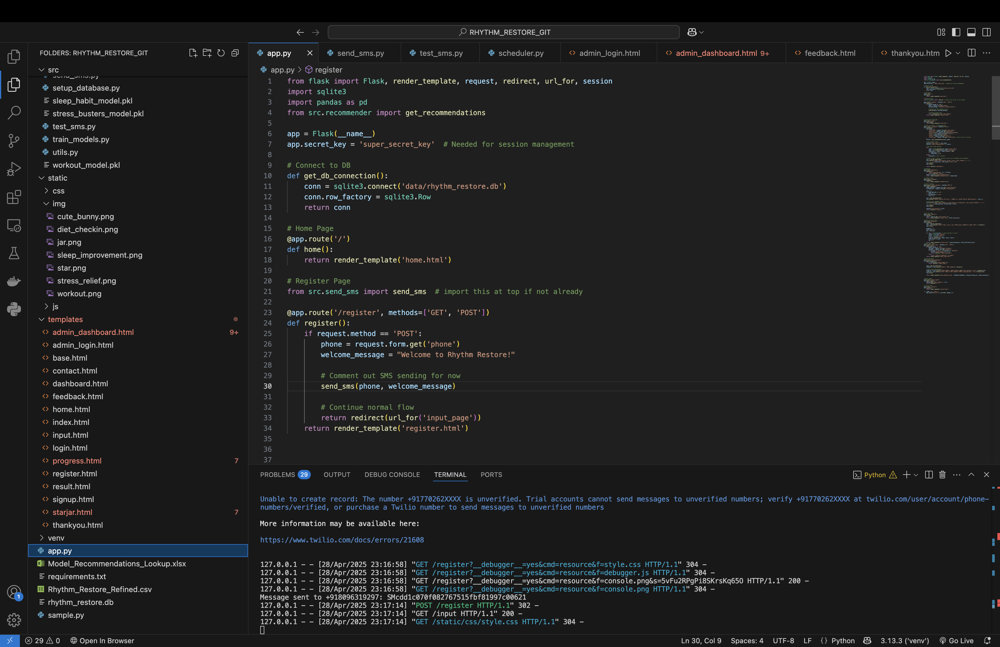 RHYTHM_RESTORE_GIT
FOLDERS: RHYTHM_RESTORE_GIT
src
send_sms.py
setup_database.py
sleep_habit_model.pkl
stress_busters_model.pkl
test_sms.py
train_models.py
utils.py
workout_model.pkl
static
css
img
cute_bunny.png
diet_checkin.png
jar.png
sleep_improvement.png
star.png
stress_relief.png
workout.png
js
templates
admin_dashboard.html 9+
admin_login.html
base.html
contact.html
dashboard.html
feedback.html
home.html
index.html
input.html
login.html
progress.html 7
register.html
result.html
signup.html
starjar.html 7
thankyou.html
venv
app.py
Model_Recommendations_Lookup.xlsx
requirements.txt
Rhythm_Restore_Refined.csv
rhythm_restore.db
sample.py
1
app.py send_sms.py test_sms.py scheduler.py admin_login.html admin_dashboard.html 9+ feedback.html thankyou.htm
app.py > register
1 from flask import Flask, render_template, request, redirect, url_for, session
2 import sqlite3
3 import pandas as pd
4 from src.recommender import get_recommendations
5
6 app = Flask(__name__)
7 app.secret_key = 'super_secret_key'  # Needed for session management
8
9 # Connect to DB
10 def get_db_connection():
11 conn = sqlite3.connect('data/rhythm_restore.db')
12 conn.row_factory = sqlite3.Row
13 return conn
14
15 # Home Page
16 @app.route('/')
17 def home():
18 return render_template('home.html')
19
20 # Register Page
21 from src.send_sms import send_sms  # import this at top if not already
22
23 @app.route('/register', methods=['GET', 'POST'])
24 def register():
25 if request.method == 'POST':
26 phone = request.form.get('phone')
27 welcome_message = "Welcome to Rhythm Restore!"
28
29 # Comment out SMS sending for now
30 send_sms(phone, welcome_message)
31
32 # Continue normal flow
33 return redirect(url_for('input_page'))
34 return render_template('register.html')
35
36
37
PROBLEMS 29 OUTPUT DEBUG CONSOLE TERMINAL PORTS
Python
Unable to create record: The number +91770262XXXX is unverified. Trial accounts cannot send messages to unverified numbers; verify +91770262XXXX at twilio.com/user/account/phone-
numbers/verified, or purchase a Twilio number to send messages to unverified numbers
More information may be available here:
https://www.twilio.com/docs/errors/21608
127.0.0.1 - - [28/Apr/2025 23:16:58] "GET /register?__debugger__=yes&cmd=resource&f=style.css HTTP/1.1" 304 -
127.0.0.1 - - [28/Apr/2025 23:16:58] "GET /register?__debugger__=yes&cmd=resource&f=debugger.js HTTP/1.1" 304 -
127.0.0.1 - - [28/Apr/2025 23:16:58] "GET /register?__debugger__=yes&cmd=resource&f=console.png&s=5vFu2RPgPi8SKrsKq65O HTTP/1.1" 200 -
127.0.0.1 - - [28/Apr/2025 23:16:58] "GET /register?__debugger__=yes&cmd=resource&f=console.png HTTP/1.1" 304 -
Message sent to +918096319297: SMcdd1c070f082767515fbf81997c00621
127.0.0.1 - - [28/Apr/2025 23:17:14] "POST /register HTTP/1.1" 302 -
127.0.0.1 - - [28/Apr/2025 23:17:14] "GET /input HTTP/1.1" 200 -
127.0.0.1 - - [28/Apr/2025 23:17:14] "GET /static/css/style.css HTTP/1.1" 304 -
29 0 Open In Browser Ln 30, Col 9 Spaces: 4 UTF-8 LF {} Python 3.13.3 ('venv') Go Live